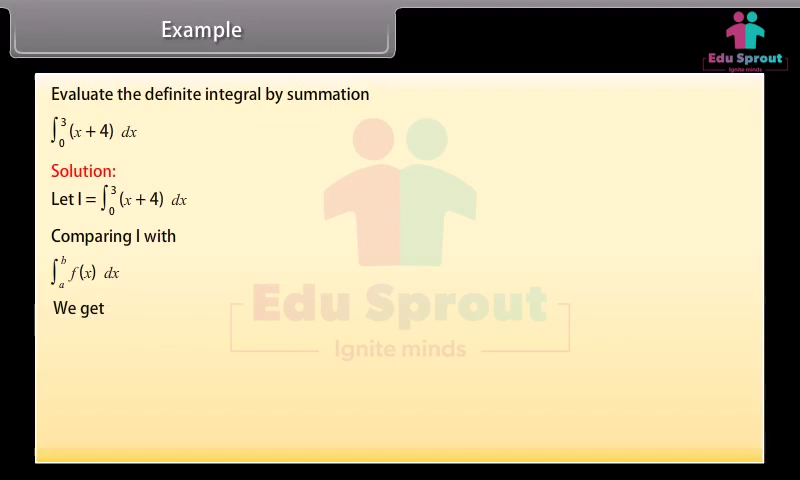 Example
Edu Sprout
Ignite minds
Evaluate the definite integral by summation
∫₀³ (x + 4) dx
Solution:
Let I = ∫₀³ (x + 4) dx
Comparing I with
∫ₐᵇ f(x) dx
We get
Edu Sprout
Ignite minds